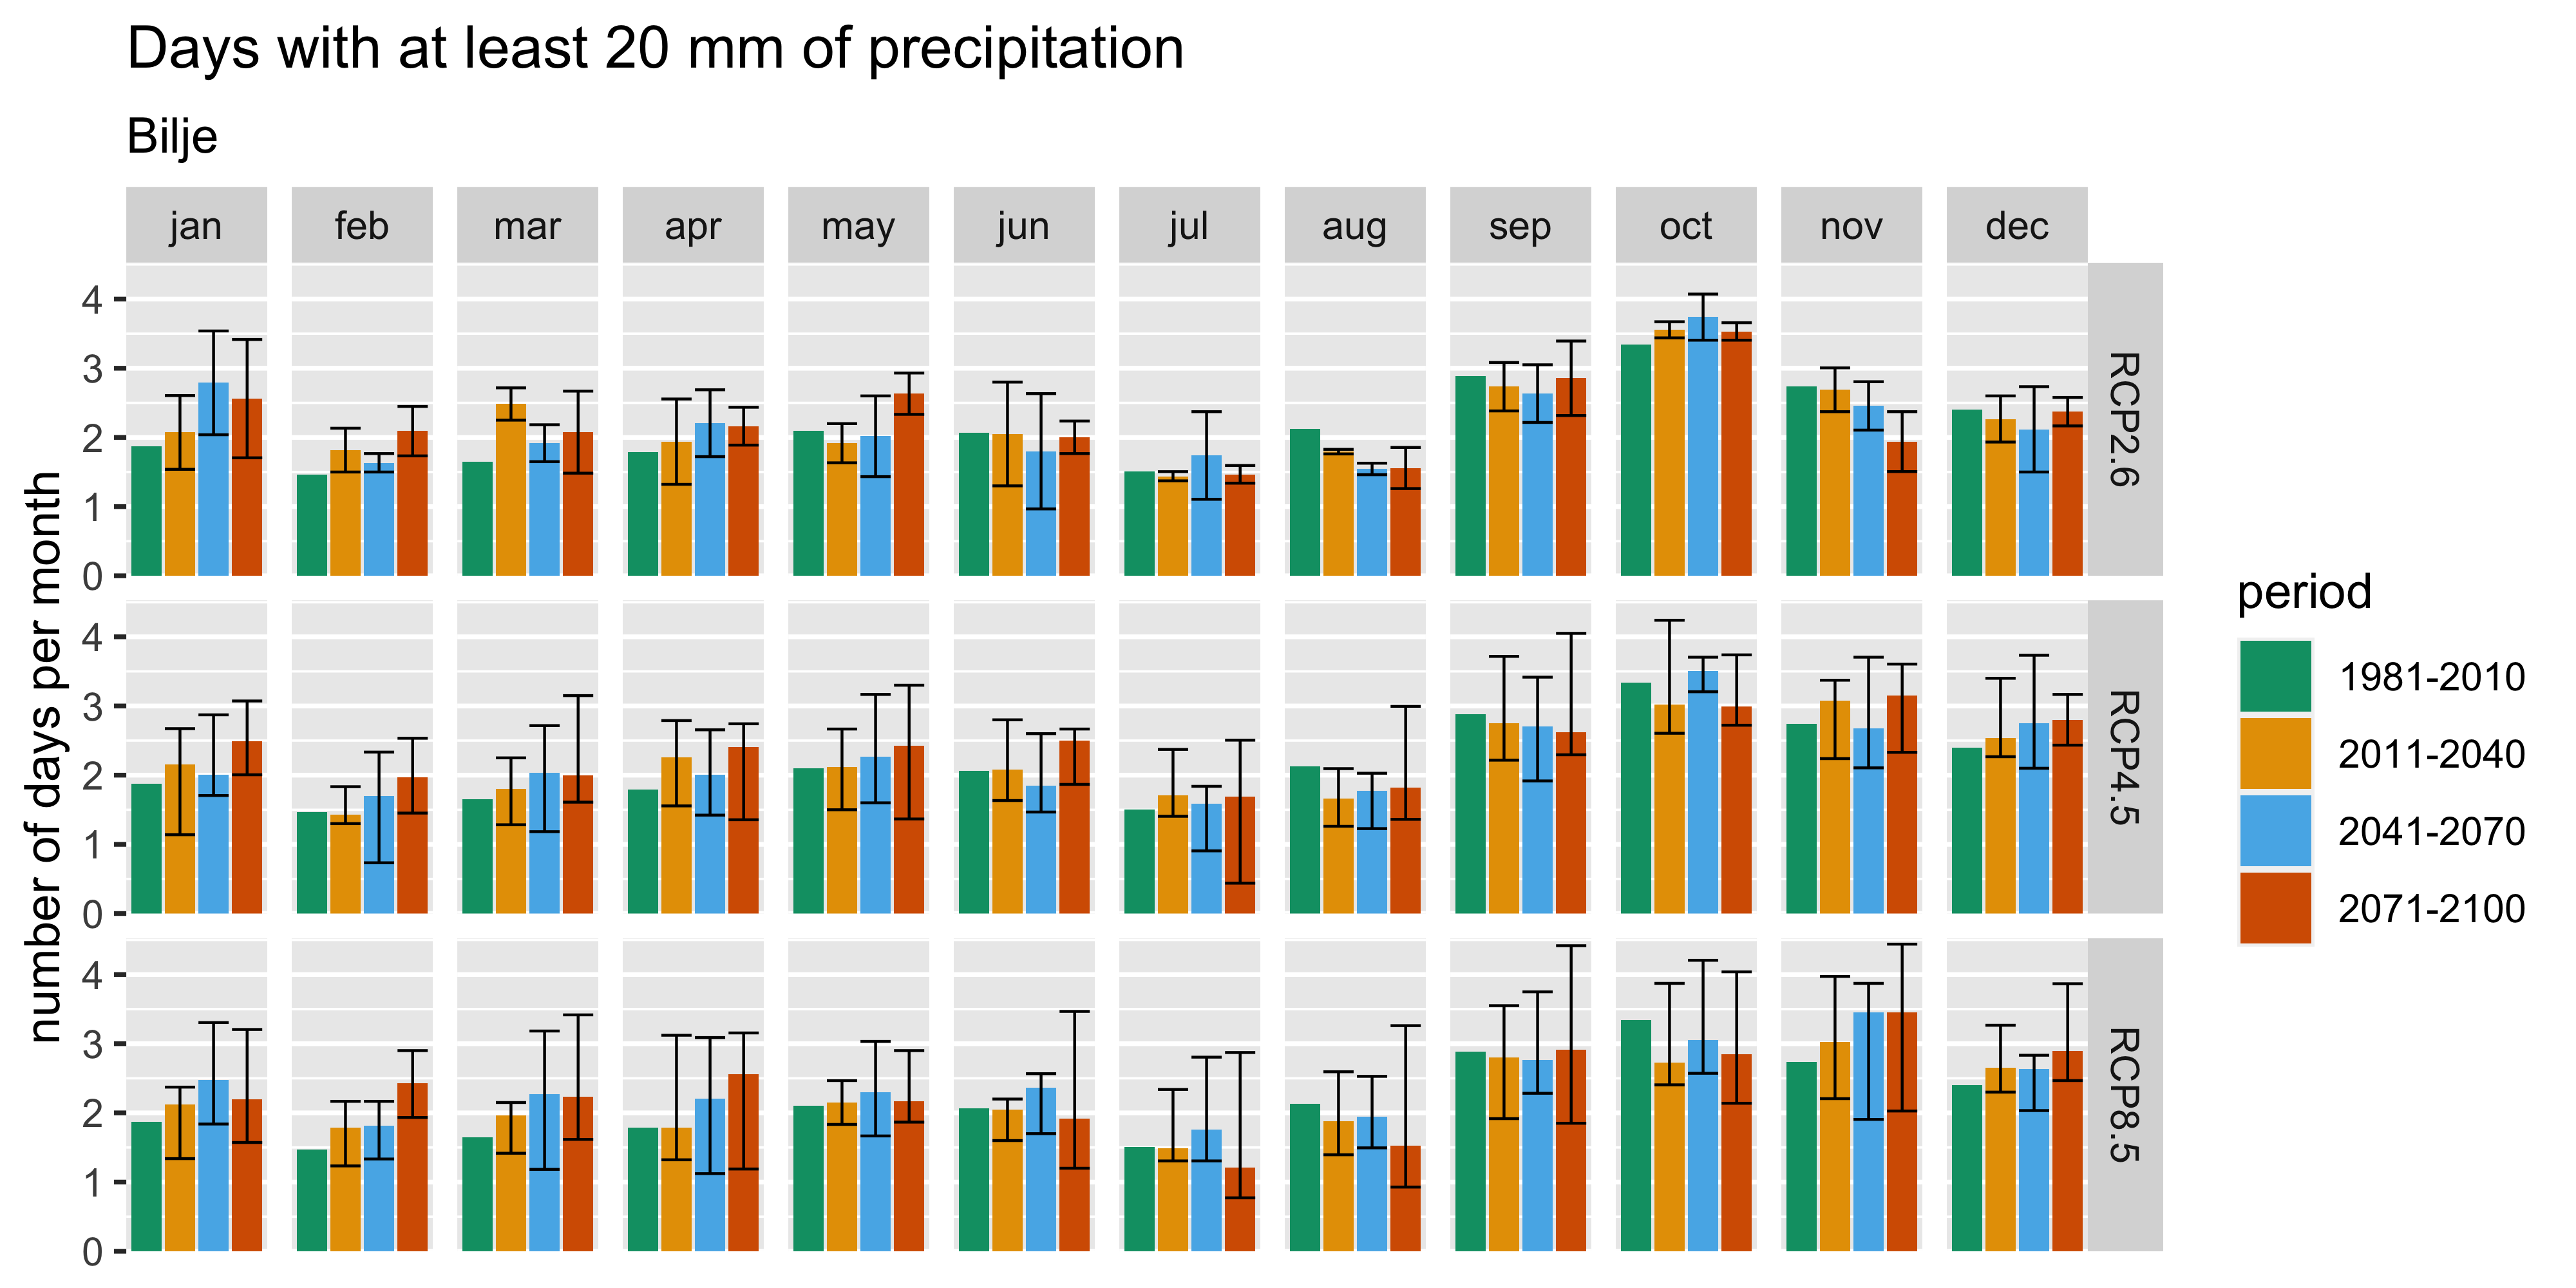 Days with at least 20 mm of precipitation
Bilje
jan feb mar apr may jun jul aug sep oct nov dec
number of days per month
4
3
2
1
0
RCP2.6
4
3
2
1
0
RCP4.5
4
3
2
1
0
RCP8.5
period
1981-2010
2011-2040
2041-2070
2071-2100